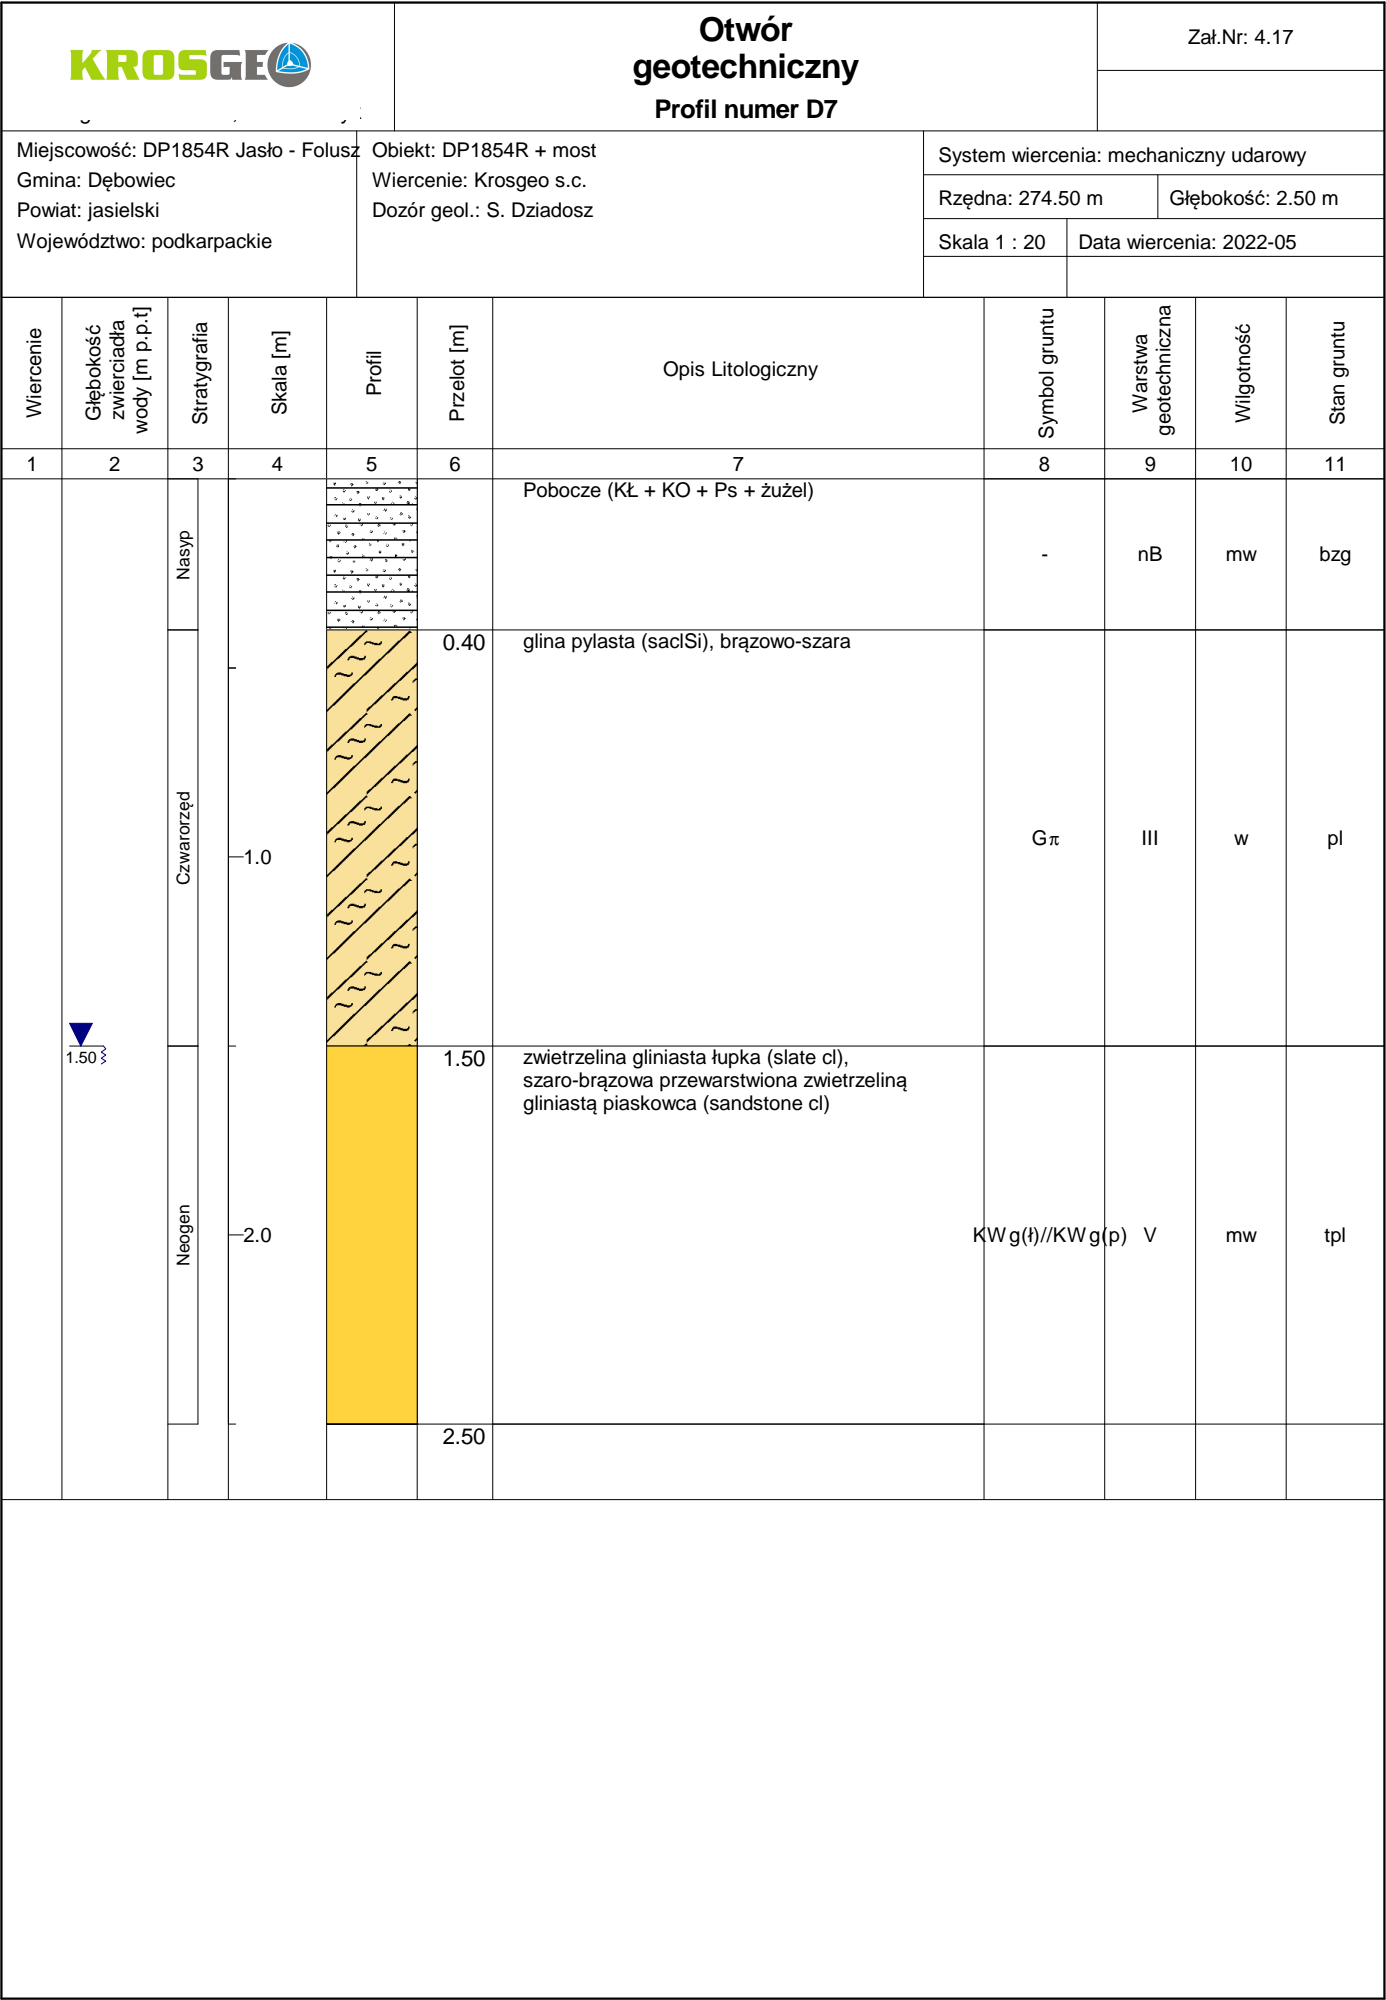 KROSGEO
Otwór
geotechniczny
Profil numer D7
Zał.Nr: 4.17
Miejscowość: DP1854R Jasło - Folusz
Gmina: Dębowiec
Powiat: jasielski
Województwo: podkarpackie
Obiekt: DP1854R + most
Wiercenie: Krosgeo s.c.
Dozór geol.: S. Dziadosz
System wiercenia: mechaniczny udarowy
Rzędna: 274.50 m
Głębokość: 2.50 m
Skala 1 : 20
Data wiercenia: 2022-05
Wiercenie
Głębokość
zwierciadła
wody [m p.p.t]
Stratygrafia
Skala [m]
Profil
Przelot [m]
Opis Litologiczny
Symbol gruntu
Warstwa
geotechniczna
Wilgotność
Stan gruntu
1 2 3 4 5 6 7 8 9 10 11
Nasyp
Pobocze (KŁ + KO + Ps + żużel)
- nB mw bzg
0.40
glina pylasta (saclSi), brązowo-szara
Czwarorzęd
1.0
Gπ III w pl
1.50
1.50
zwietrzelina gliniasta łupka (slate cl),
szaro-brązowa przewarstwiona zwietrzeliną
gliniastą piaskowca (sandstone cl)
Neogen
2.0
KWg(ł)//KWg(p) V mw tpl
2.50